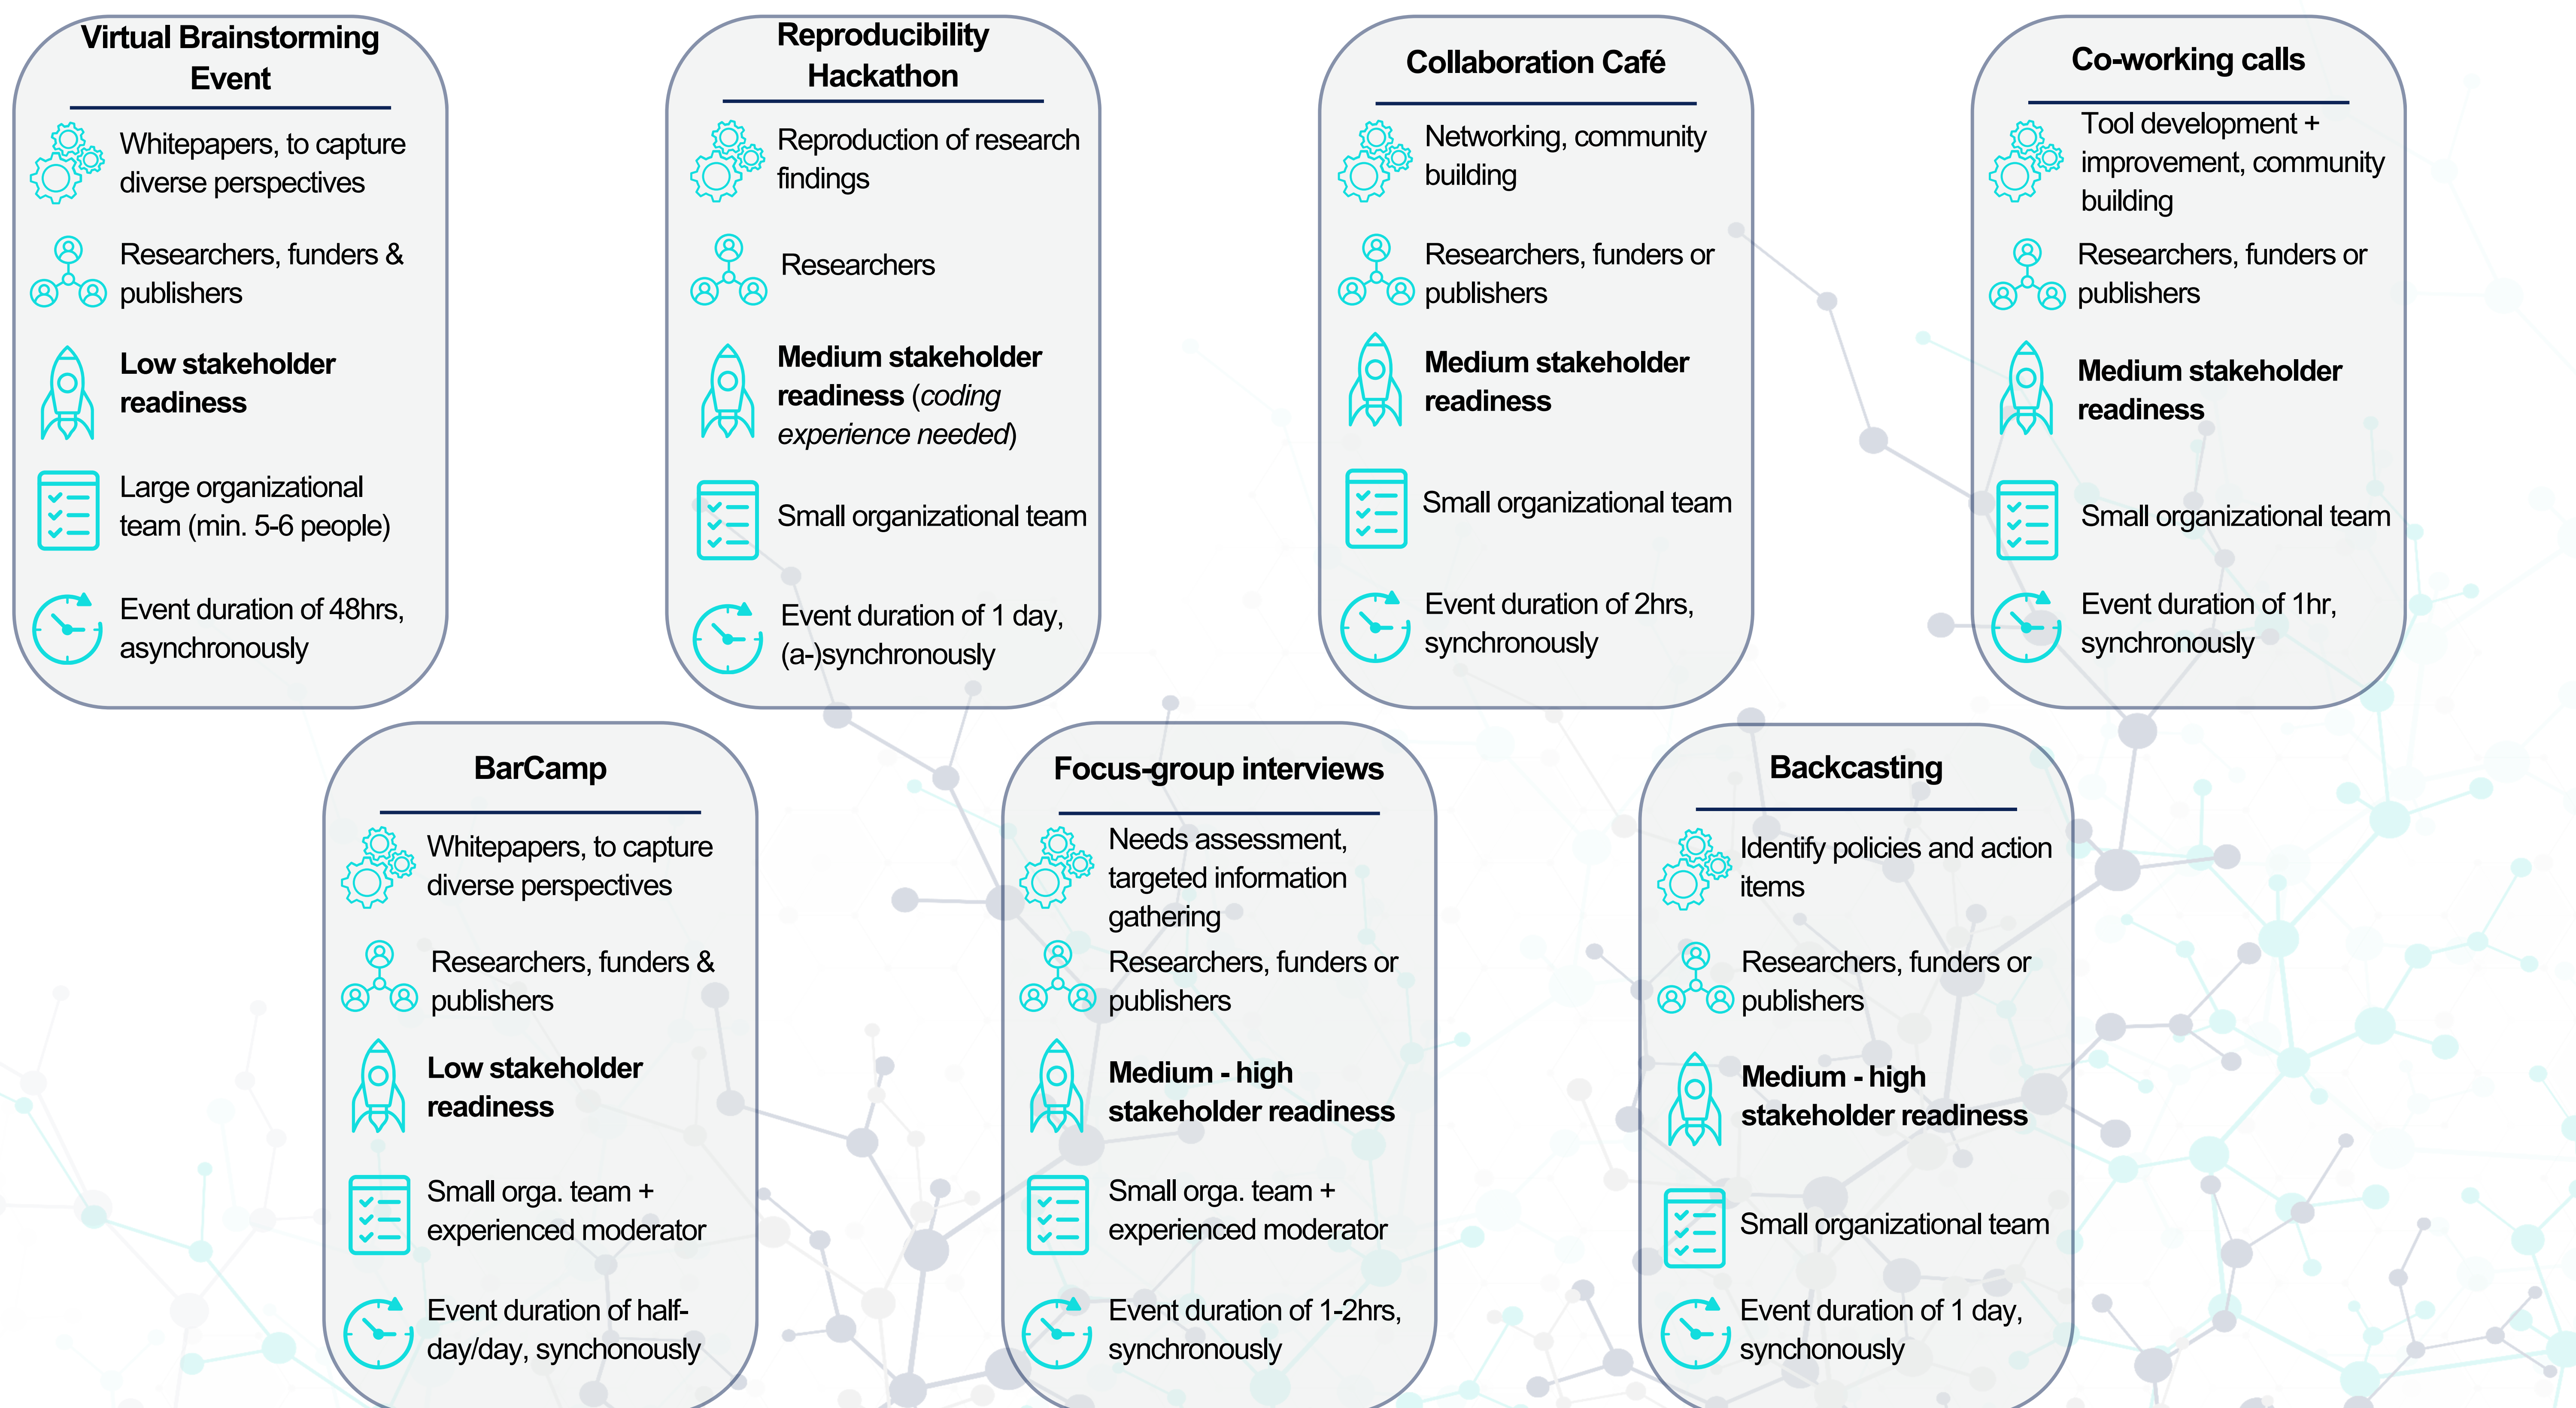 Virtual Brainstorming
Event
Whitepapers, to capture
diverse perspectives
Researchers, funders &
publishers
Low stakeholder
readiness
Large organizational
team (min. 5-6 people)
Event duration of 48hrs,
asynchronously
Reproducibility
Hackathon
Reproduction of research
findings
Researchers
Medium stakeholder
readiness (coding
experience needed)
Small organizational team
Event duration of 1 day,
(a-)synchronously
Collaboration Café
Networking, community
building
Researchers, funders or
publishers
Medium stakeholder
readiness
Small organizational team
Event duration of 2hrs,
synchronously
Co-working calls
Tool development +
improvement, community
building
Researchers, funders or
publishers
Medium stakeholder
readiness
Small organizational team
Event duration of 1hr,
synchronously
BarCamp
Whitepapers, to capture
diverse perspectives
Researchers, funders &
publishers
Low stakeholder
readiness
Small orga. team +
experienced moderator
Event duration of half-
day/day, synchonously
Focus-group interviews
Needs assessment,
targeted information
gathering
Researchers, funders or
publishers
Medium - high
stakeholder readiness
Small orga. team +
experienced moderator
Event duration of 1-2hrs,
synchronously
Backcasting
Identify policies and action
items
Researchers, funders or
publishers
Medium - high
stakeholder readiness
Small organizational team
Event duration of 1 day,
synchonously